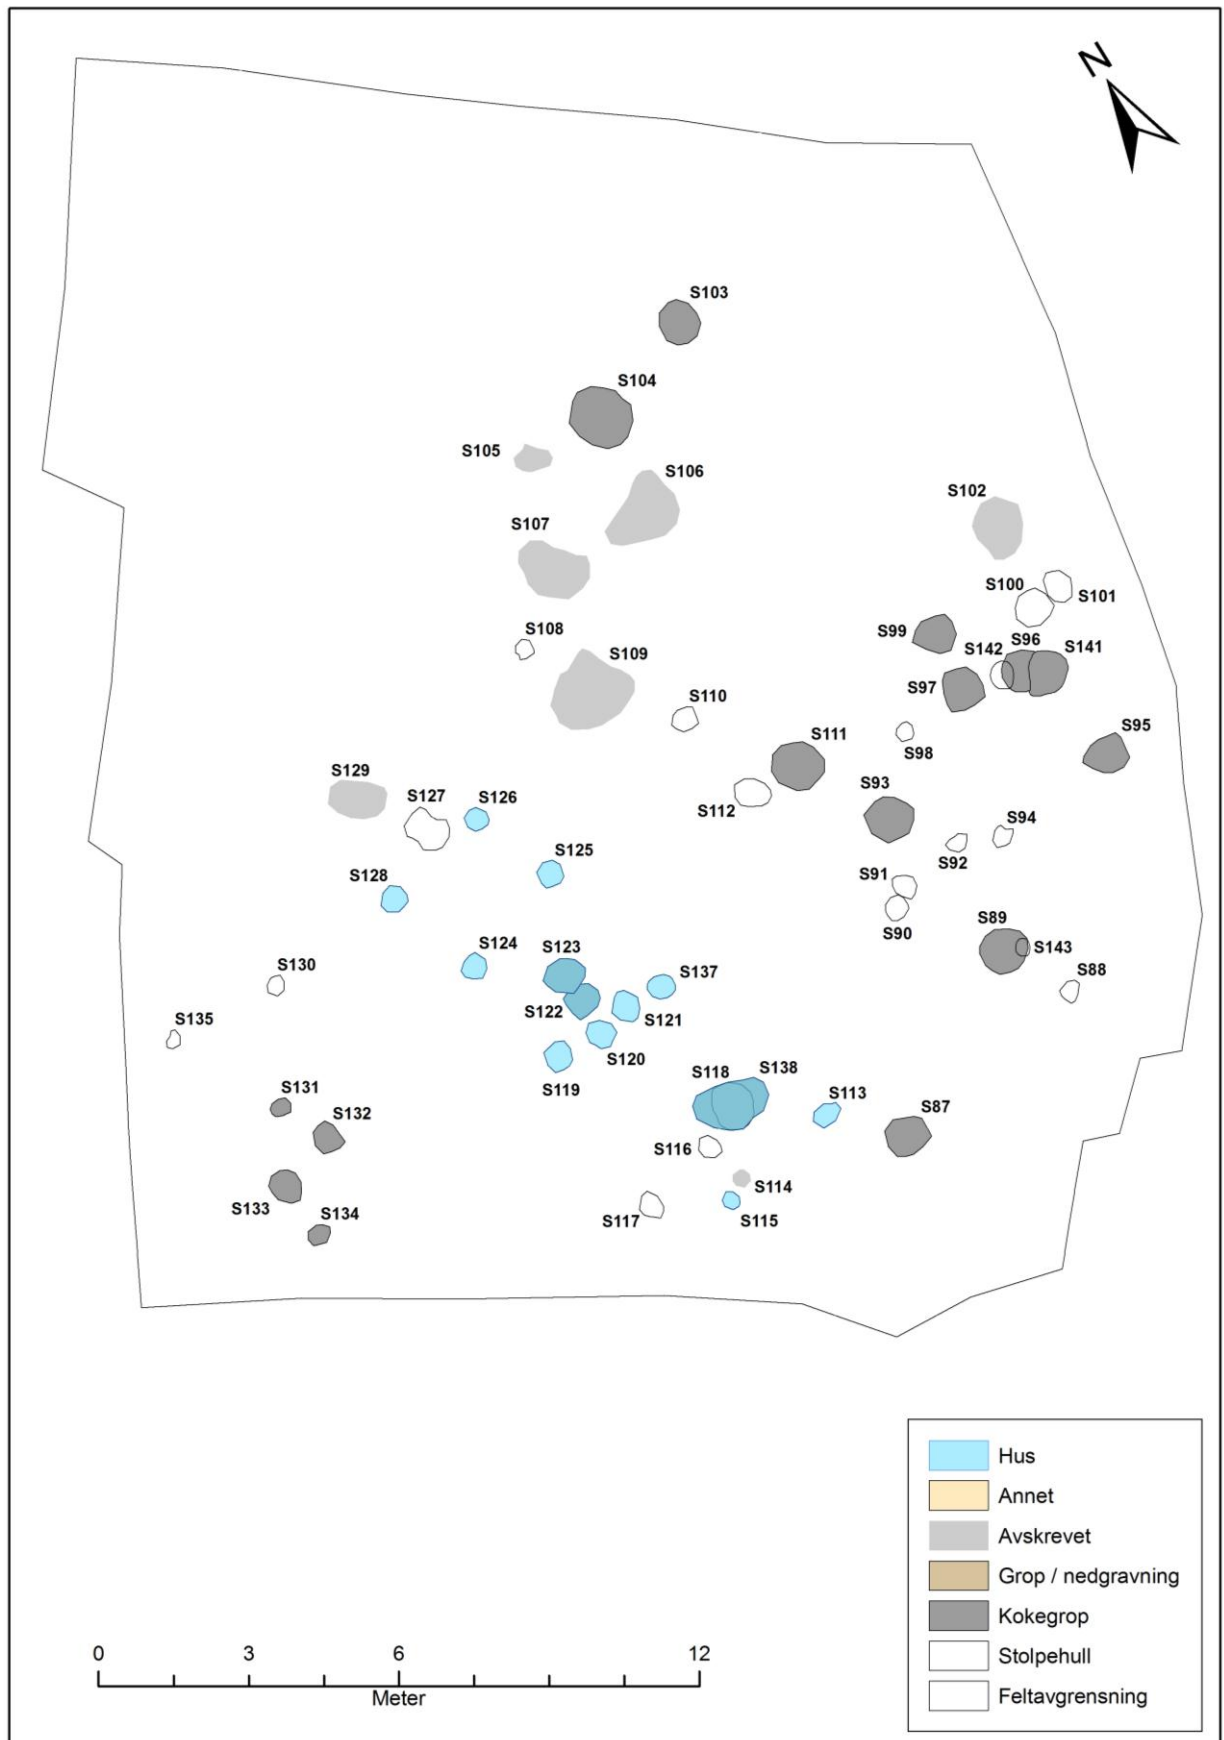 N
S103
S104
S105
S106
S102
S107
S100
S101
S108
S99
S142
S96
S141
S109
S97
S110
S95
S111
S98
S129
S93
S127
S126
S112
S94
S92
S125
S91
S128
S90
S89
S124
S123
S143
S130
S137
S88
S122
S121
S135
S120
S119
S118
S138
S131
S113
S87
S132
S116
S114
S133
S134
S117
S115
Hus
Annet
Avskrevet
Grop / nedgravning
Kokegrop
Stolpehull
Feltavgrensning
0 3 6 12
Meter